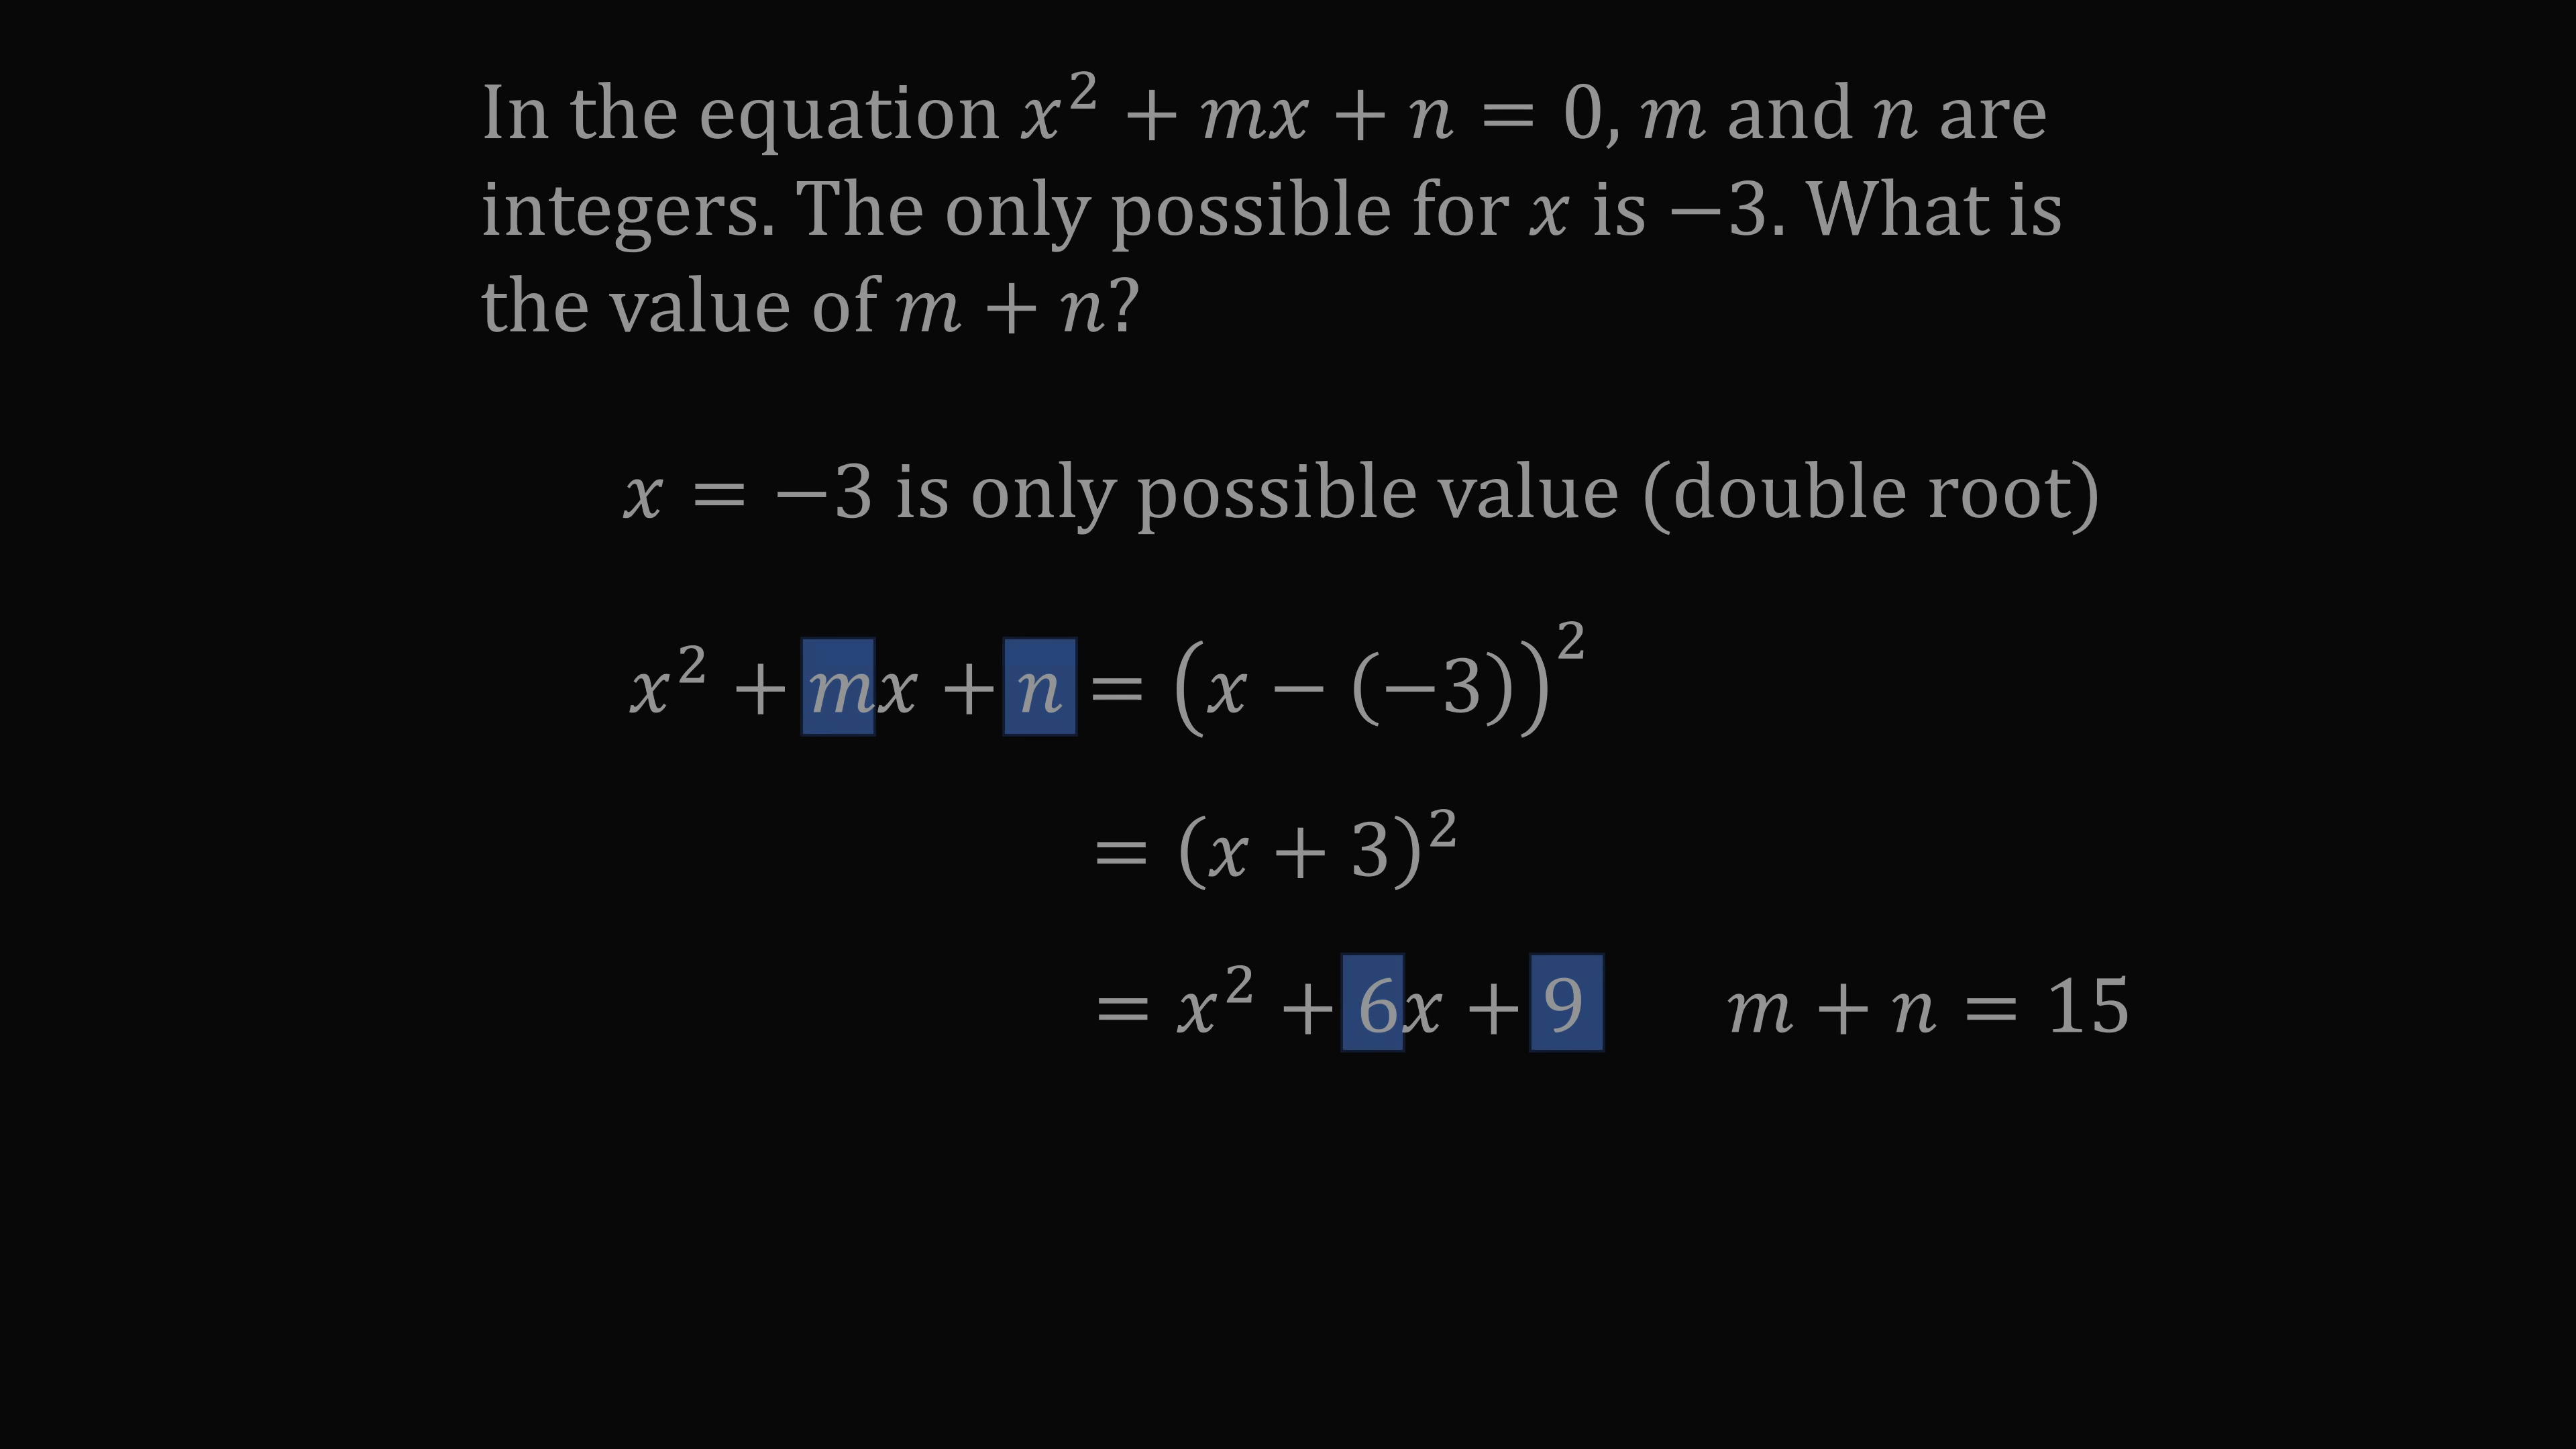 In the equation x² + mx + n = 0, m and n are
integers. The only possible for x is −3. What is
the value of m + n?
x = −3 is only possible value (double root)
x² + mx + n = (x − (−3))²
= (x + 3)²
= x² + 6x + 9 m + n = 15